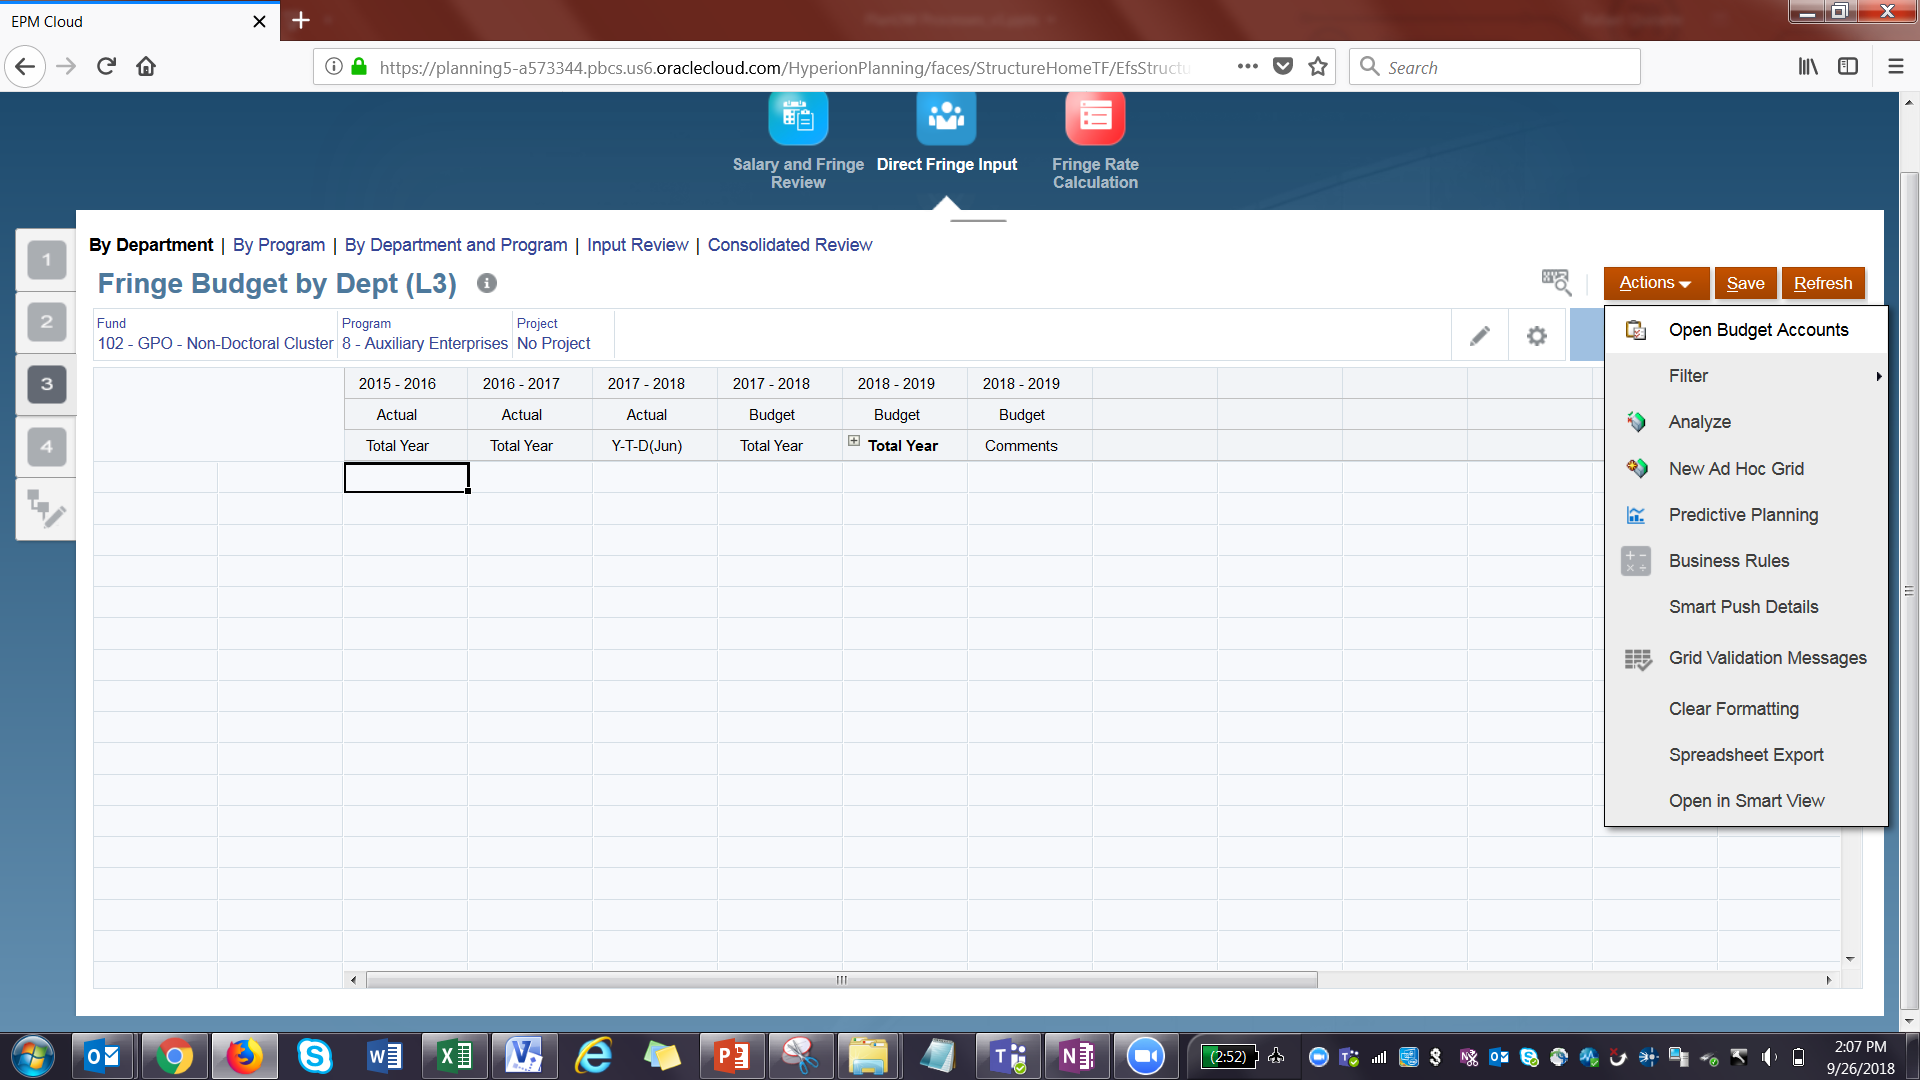 EPM Cloud
https://planning5-a573344.pbcs.us6.oraclecloud.com/HyperionPlanning/faces/StructureHomeTF/EfsStructu
Search
Salary and Fringe Review
Direct Fringe Input
Fringe Rate Calculation
By Department | By Program | By Department and Program | Input Review | Consolidated Review
Fringe Budget by Dept (L3)
Actions Save Refresh
Fund Program Project
102 - GPO - Non-Doctoral Cluster 8 - Auxiliary Enterprises No Project
2015 - 2016 2016 - 2017 2017 - 2018 2017 - 2018 2018 - 2019 2018 - 2019
Actual Actual Actual Budget Budget Budget
Total Year Total Year Y-T-D(Jun) Total Year Total Year Comments
1
2
3
4
Open Budget Accounts
Filter
Analyze
New Ad Hoc Grid
Predictive Planning
Business Rules
Smart Push Details
Grid Validation Messages
Clear Formatting
Spreadsheet Export
Open in Smart View
(2:52)
2:07 PM
9/26/2018